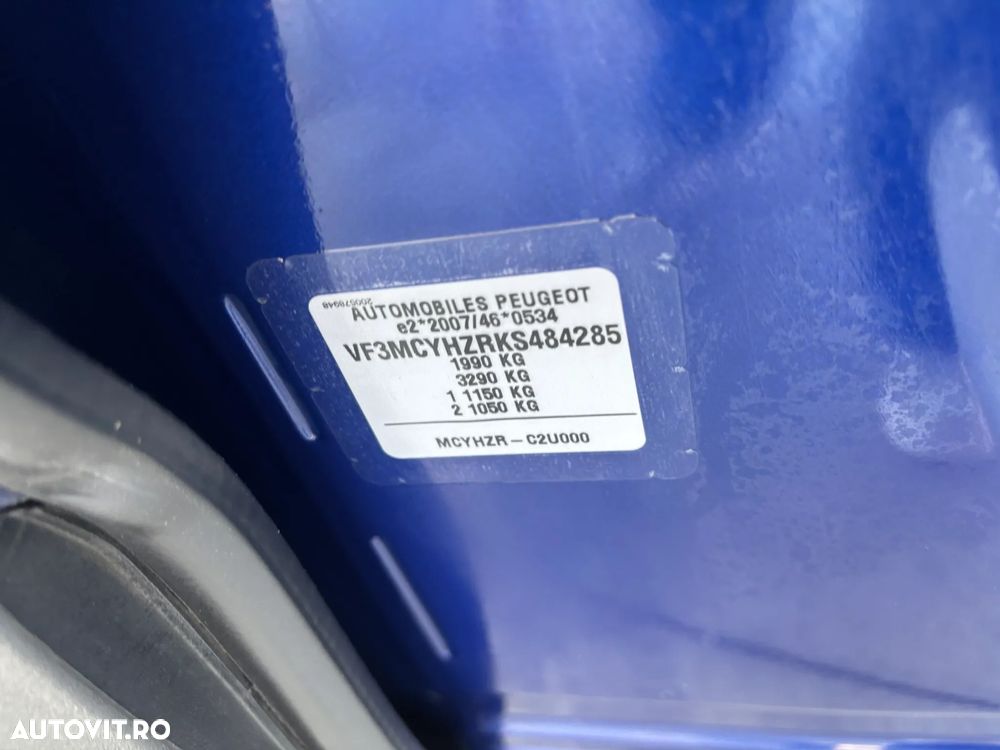 200578948
AUTOMOBILES PEUGEOT
e2*2007/46*0534
VF3MCYHZRKS484285
1990 KG
3290 KG
1 1150 KG
2 1050 KG
MCYHZR - C2U000
AUTOVIT.RO